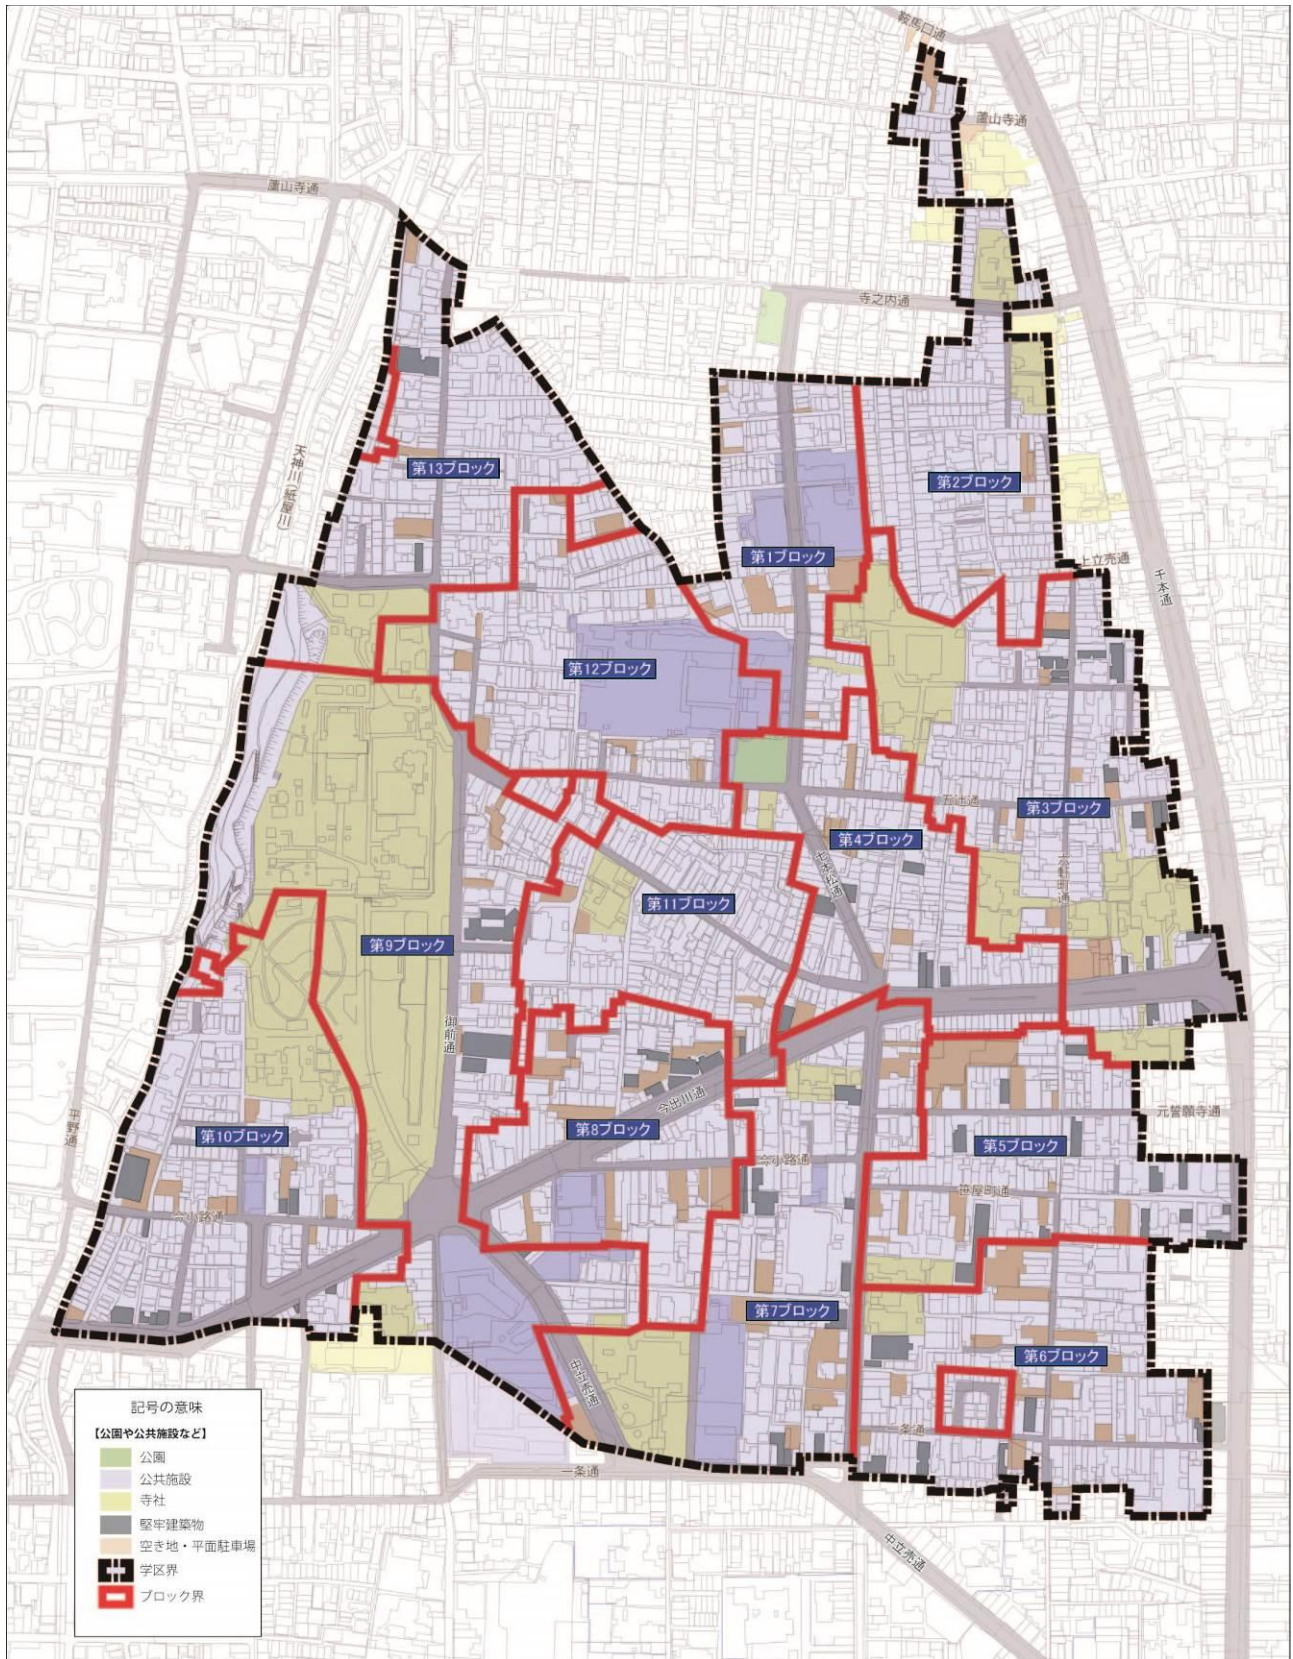 鞍馬口通
蘆山寺通
蘆山寺通
寺之内通
天神川(紙屋川)
第13ブロック
第2ブロック
第1ブロック
上立売通
千本通
第12ブロック
五辻通
第3ブロック
第4ブロック
七本松通
六軒町通
第11ブロック
第9ブロック
御前通
今出川通
平野通
元誓願寺通
第10ブロック
第8ブロック
第5ブロック
今小路通
笹屋町通
今小路通
第7ブロック
第6ブロック
中立売通
一条通
一条通
中立売通
記号の意味
【公園や公共施設など】
公園
公共施設
寺社
堅牢建築物
空き地・平面駐車場
学区界
ブロック界